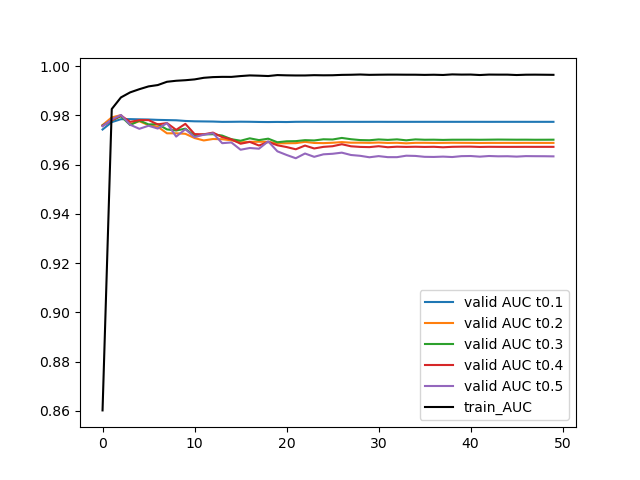 1.00
0.98
0.96
0.94
0.92
0.90
0.88
0.86
0 10 20 30 40 50
valid AUC t0.1
valid AUC t0.2
valid AUC t0.3
valid AUC t0.4
valid AUC t0.5
train_AUC